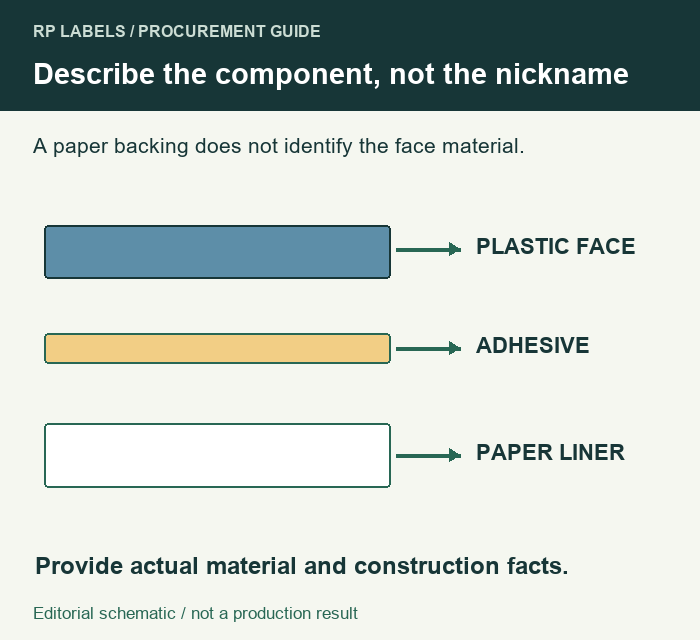 RP LABELS / PROCUREMENT GUIDE
Describe the component, not the nickname
A paper backing does not identify the face material.
PLASTIC FACE
ADHESIVE
PAPER LINER
Provide actual material and construction facts.
Editorial schematic / not a production result